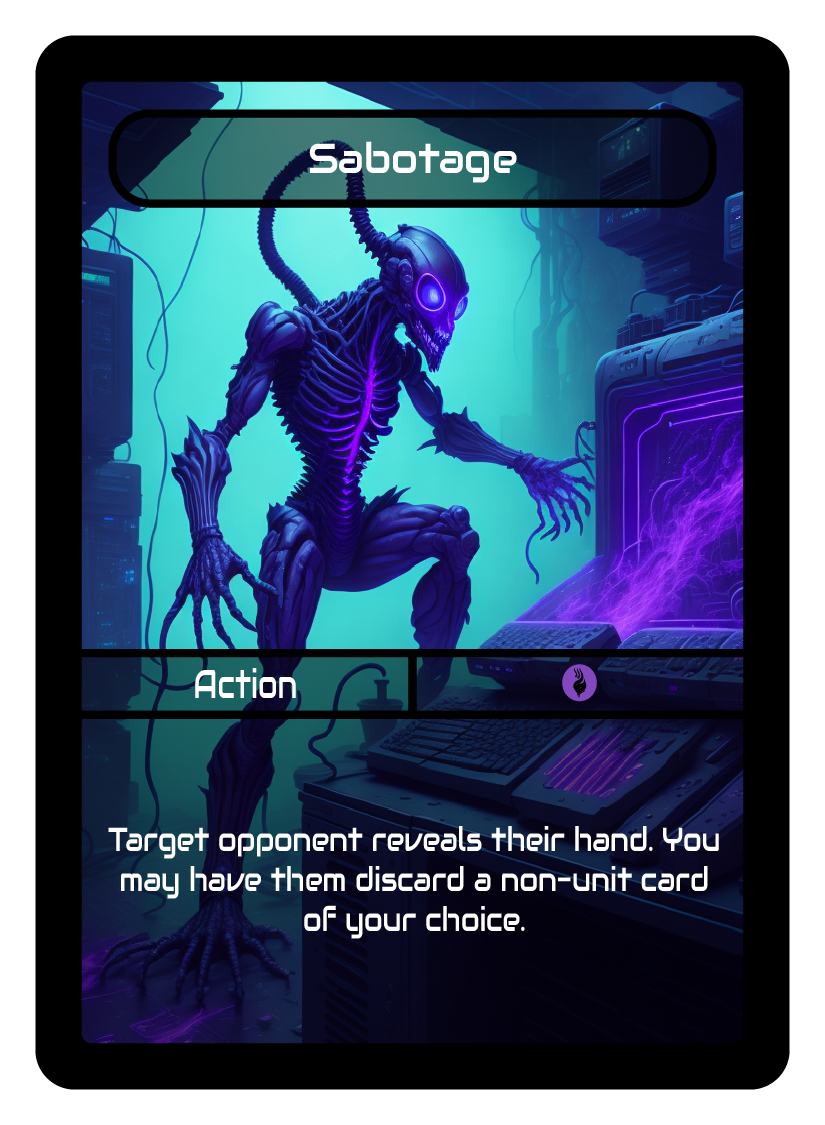 Sabotage
Action
Target opponent reveals their hand. You
may have them discard a non-unit card
of your choice.